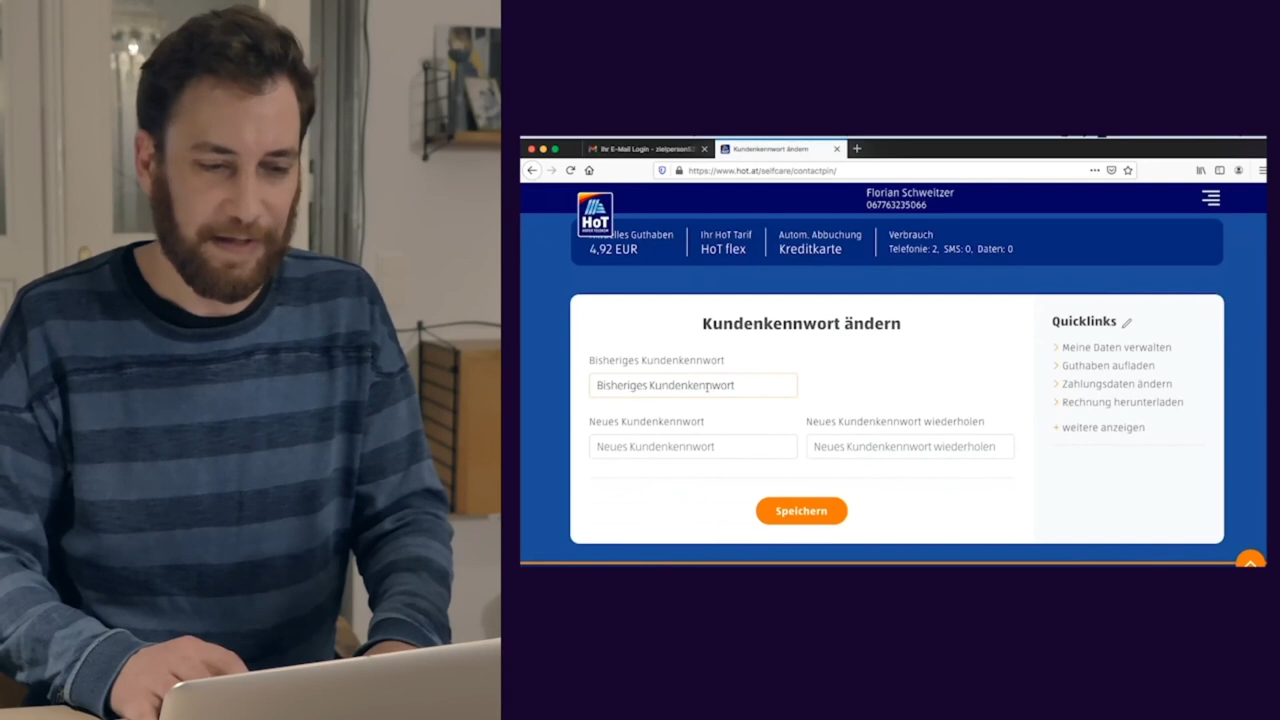 Ihr E-Mail Login - zielperson
Kundenkennwort ändern
https://www.hot.at/selfcare/contactpin/
HoT
Florian Schweitzer
067763235066
Guthaben
4,92 EUR
Ihr HoT Tarif
HoT flex
Autom. Abbuchung
Kreditkarte
Verbrauch
Telefonie: 2, SMS: 0, Daten: 0
Kundenkennwort ändern
Bisheriges Kundenkennwort
Bisheriges Kundenkennwort
Neues Kundenkennwort
Neues Kundenkennwort wiederholen
Neues Kundenkennwort
Neues Kundenkennwort wiederholen
Speichern
Quicklinks
Meine Daten verwalten
Guthaben aufladen
Zahlungsdaten ändern
Rechnung herunterladen
+ weitere anzeigen